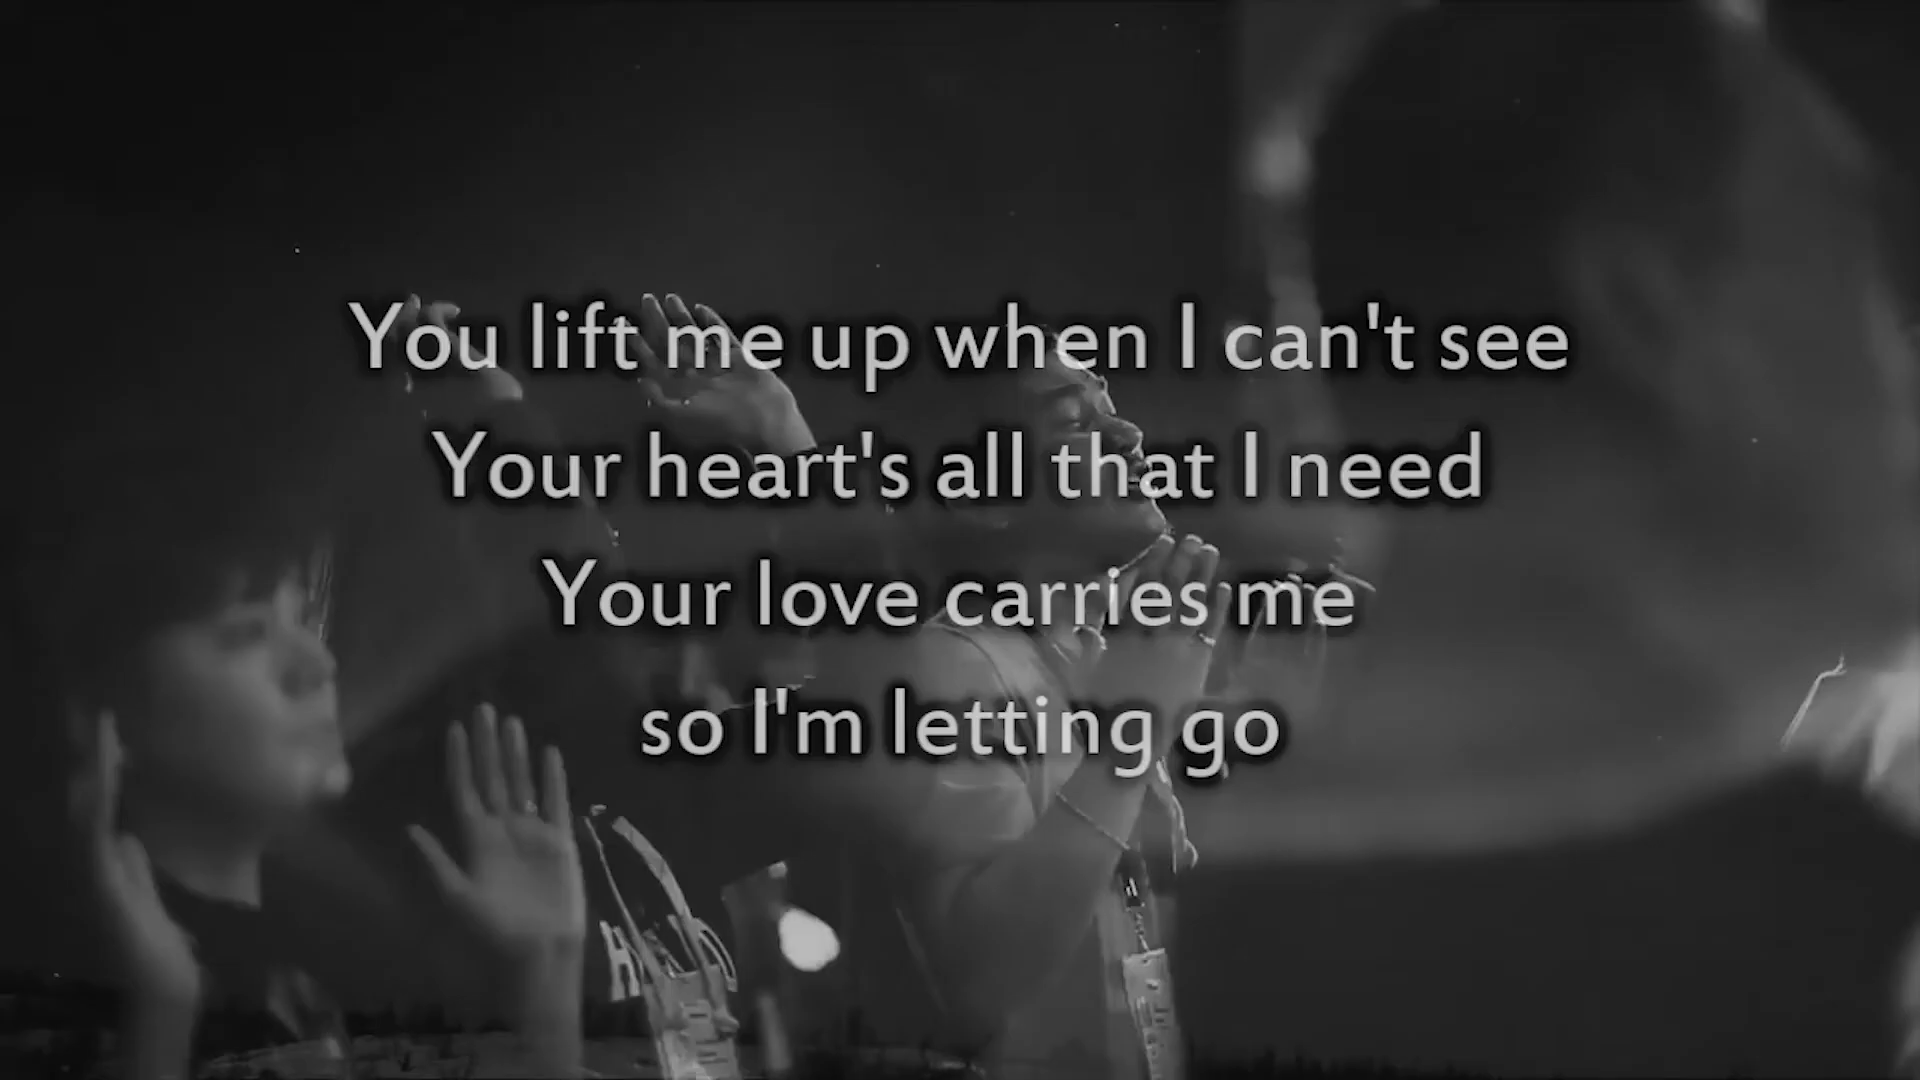 You lift me up when I can't see
Your heart's all that I need
Your love carries me
so I'm letting go